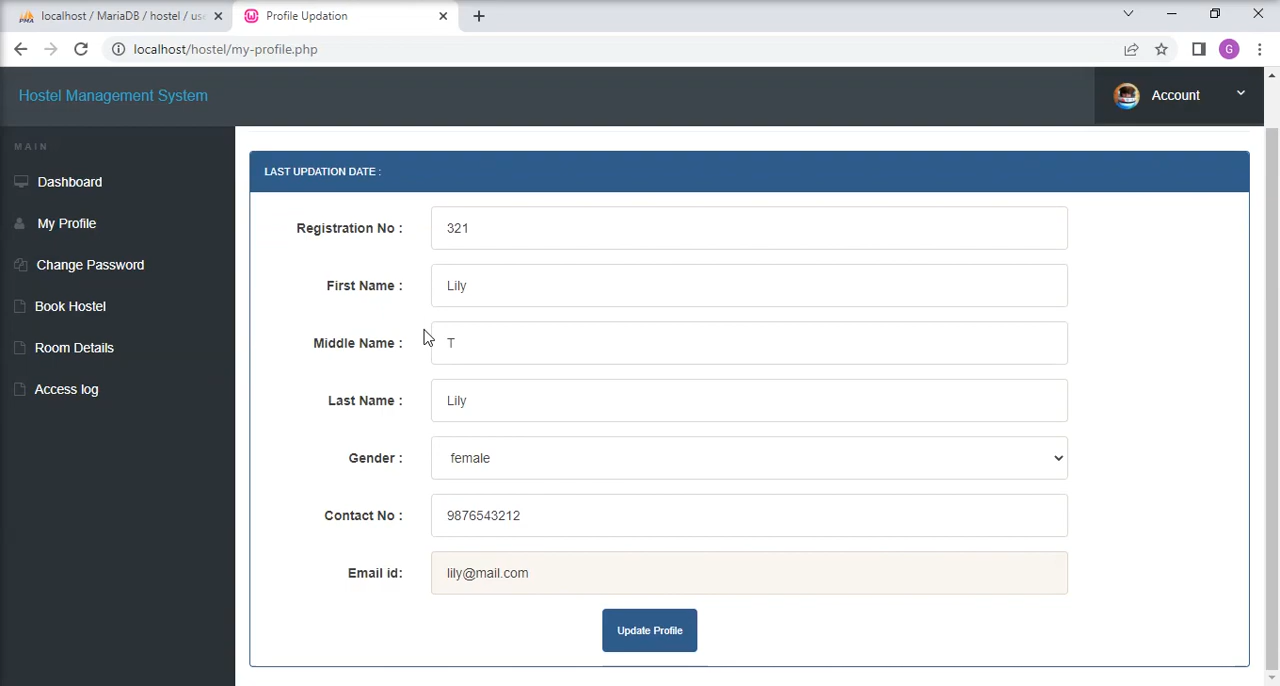 localhost / MariaDB / hostel / use
Profile Updation
localhost/hostel/my-profile.php
G
Hostel Management System
Account
MAIN
Dashboard
My Profile
Change Password
Book Hostel
Room Details
Access log
LAST UPDATION DATE :
Registration No : 321
First Name : Lily
Middle Name : T
Last Name : Lily
Gender : female
Contact No : 9876543212
Email id: lily@mail.com
Update Profile